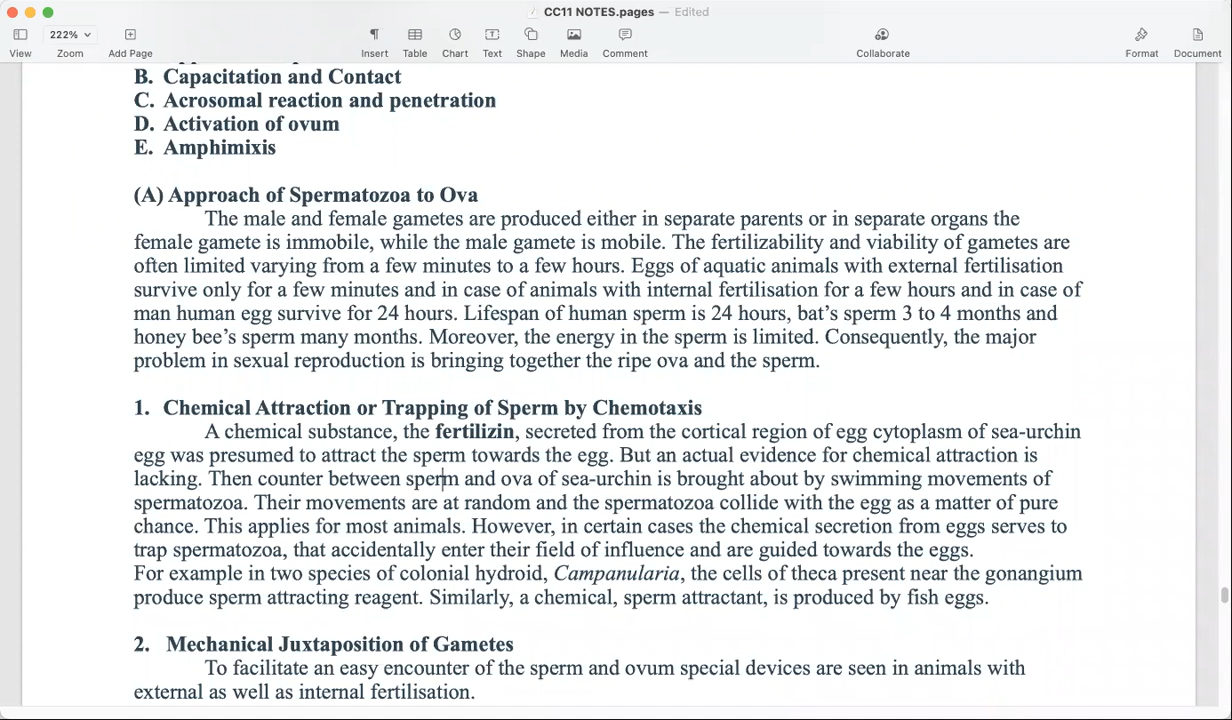 CC11 NOTES.pages — Edited
222%
View Zoom Add Page Insert Table Chart Text Shape Media Comment Collaborate Format Document
B. Capacitation and Contact
C. Acrosomal reaction and penetration
D. Activation of ovum
E. Amphimixis
(A) Approach of Spermatozoa to Ova
The male and female gametes are produced either in separate parents or in separate organs the
female gamete is immobile, while the male gamete is mobile. The fertilizability and viability of gametes are
often limited varying from a few minutes to a few hours. Eggs of aquatic animals with external fertilisation
survive only for a few minutes and in case of animals with internal fertilisation for a few hours and in case of
man human egg survive for 24 hours. Lifespan of human sperm is 24 hours, bat’s sperm 3 to 4 months and
honey bee’s sperm many months. Moreover, the energy in the sperm is limited. Consequently, the major
problem in sexual reproduction is bringing together the ripe ova and the sperm.
1. Chemical Attraction or Trapping of Sperm by Chemotaxis
A chemical substance, the fertilizin, secreted from the cortical region of egg cytoplasm of sea-urchin
egg was presumed to attract the sperm towards the egg. But an actual evidence for chemical attraction is
lacking. Then counter between sperm and ova of sea-urchin is brought about by swimming movements of
spermatozoa. Their movements are at random and the spermatozoa collide with the egg as a matter of pure
chance. This applies for most animals. However, in certain cases the chemical secretion from eggs serves to
trap spermatozoa, that accidentally enter their field of influence and are guided towards the eggs.
For example in two species of colonial hydroid, Campanularia, the cells of theca present near the gonangium
produce sperm attracting reagent. Similarly, a chemical, sperm attractant, is produced by fish eggs.
2. Mechanical Juxtaposition of Gametes
To facilitate an easy encounter of the sperm and ovum special devices are seen in animals with
external as well as internal fertilisation.